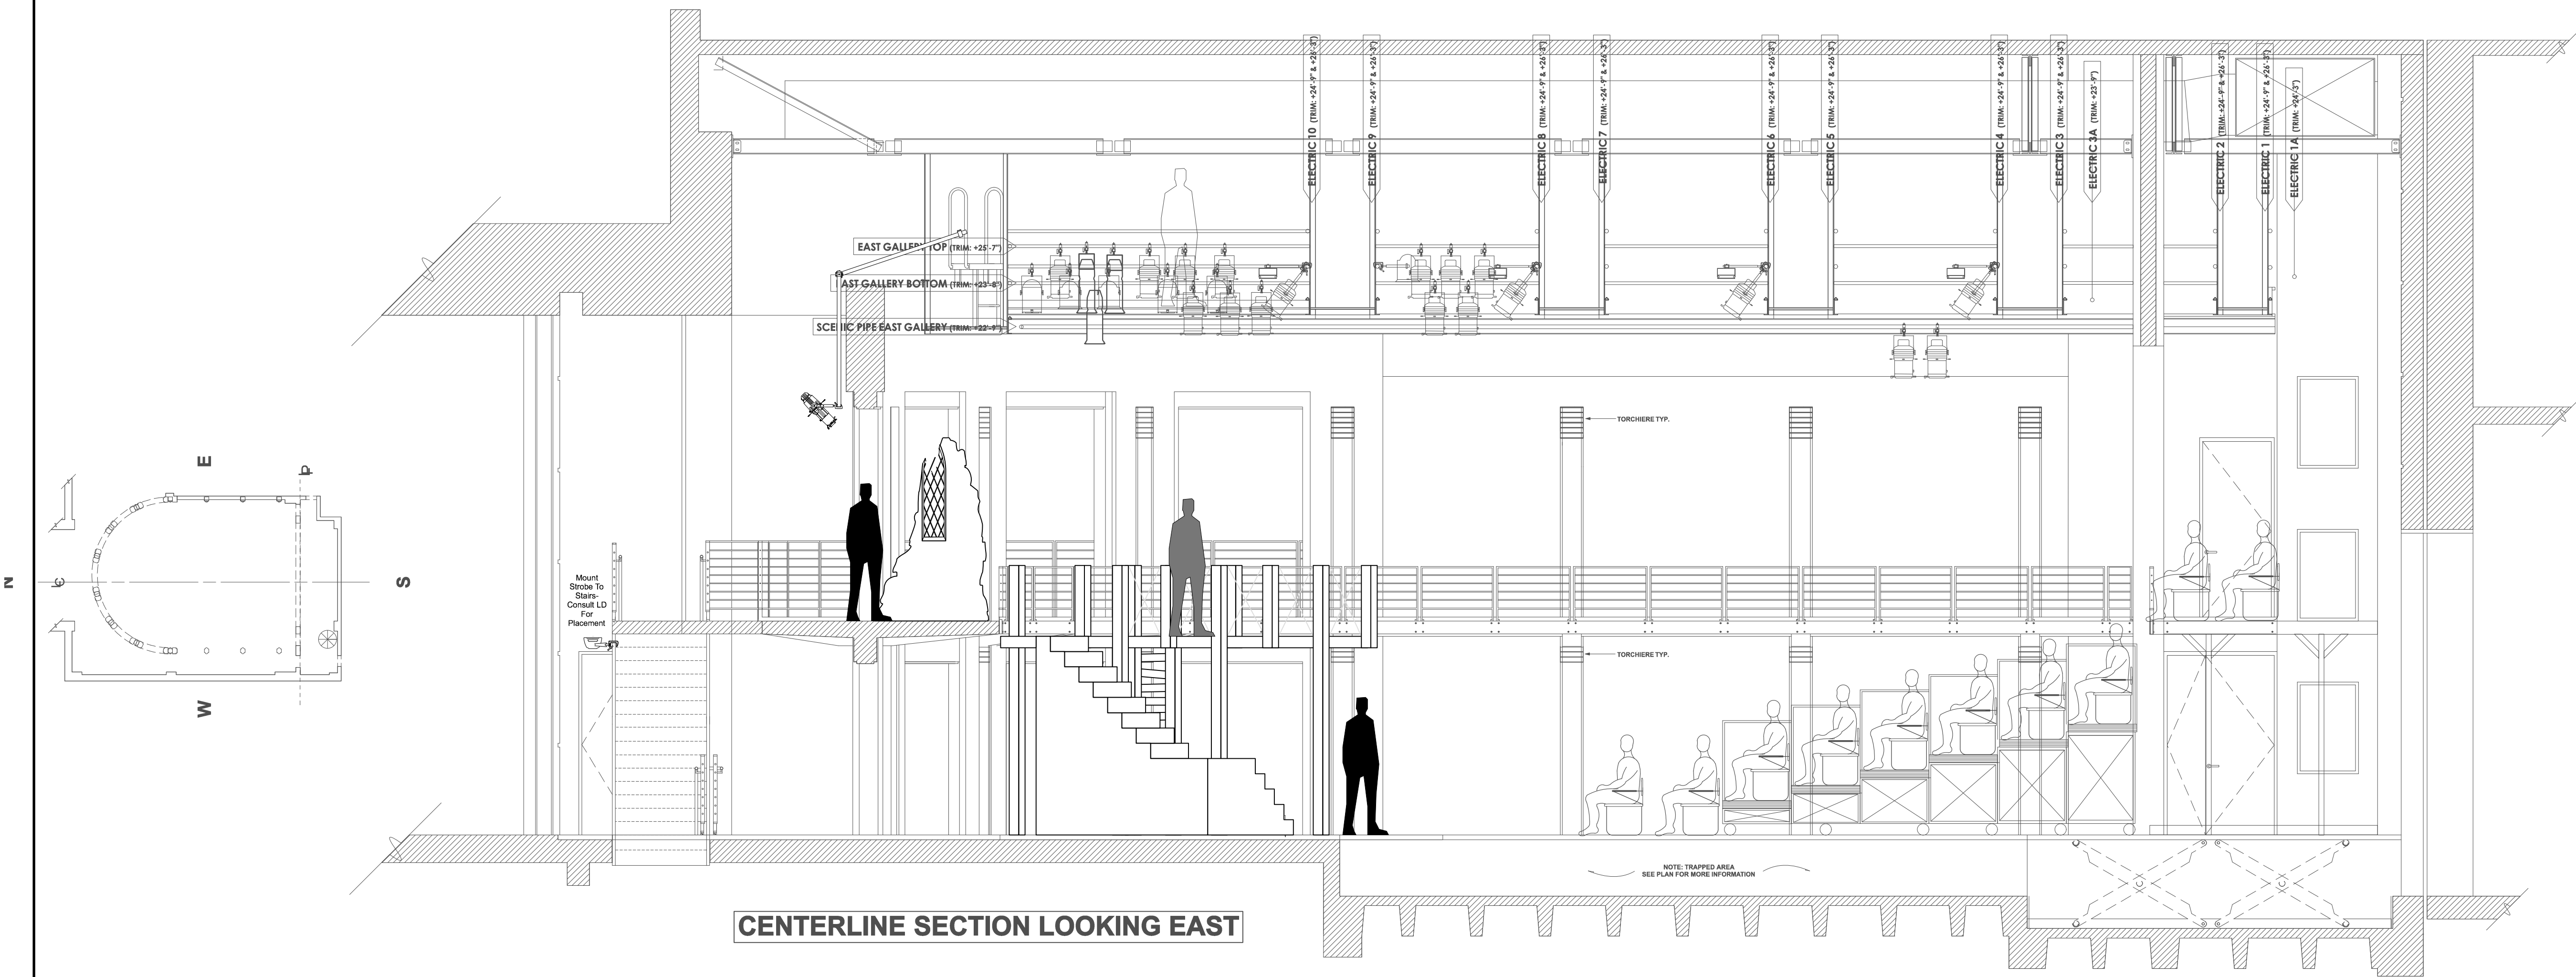 ELECTRIC 10 (TRIM: +24'-9" & +26'-3")
ELECTRIC 9 (TRIM: +24'-9" & +26'-3")
ELECTRIC 8 (TRIM: +24'-9" & +26'-3")
ELECTRIC 7 (TRIM: +24'-9" & +26'-3")
ELECTRIC 6 (TRIM: +24'-9" & +26'-3")
ELECTRIC 5 (TRIM: +24'-9" & +26'-3")
ELECTRIC 4 (TRIM: +24'-9" & +26'-3")
ELECTRIC 3 (TRIM: +24'-9" & +26'-3")
ELECTRIC 3A (TRIM: +23'-9")
ELECTRIC 2 (TRIM: +24'-9" & +26'-3")
ELECTRIC 1 (TRIM: +24'-9" & +26'-3")
ELECTRIC 1A (TRIM: +24'-3")
EAST GALLERY TOP (TRIM: +25'-7")
EAST GALLERY BOTTOM (TRIM: +23'-8")
SCENIC PIPE EAST GALLERY (TRIM: +22'-9")
TORCHIERE TYP.
E
PL
N
CL
S
W
Mount
Strobe To
Stairs-
Consult LD
For
Placement
TORCHIERE TYP.
NOTE: TRAPPED AREA
SEE PLAN FOR MORE INFORMATION
CENTERLINE SECTION LOOKING EAST